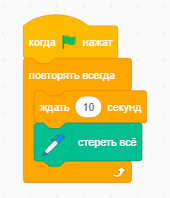 когда нажат
повторять всегда
ждать 10 секунд
стереть всё